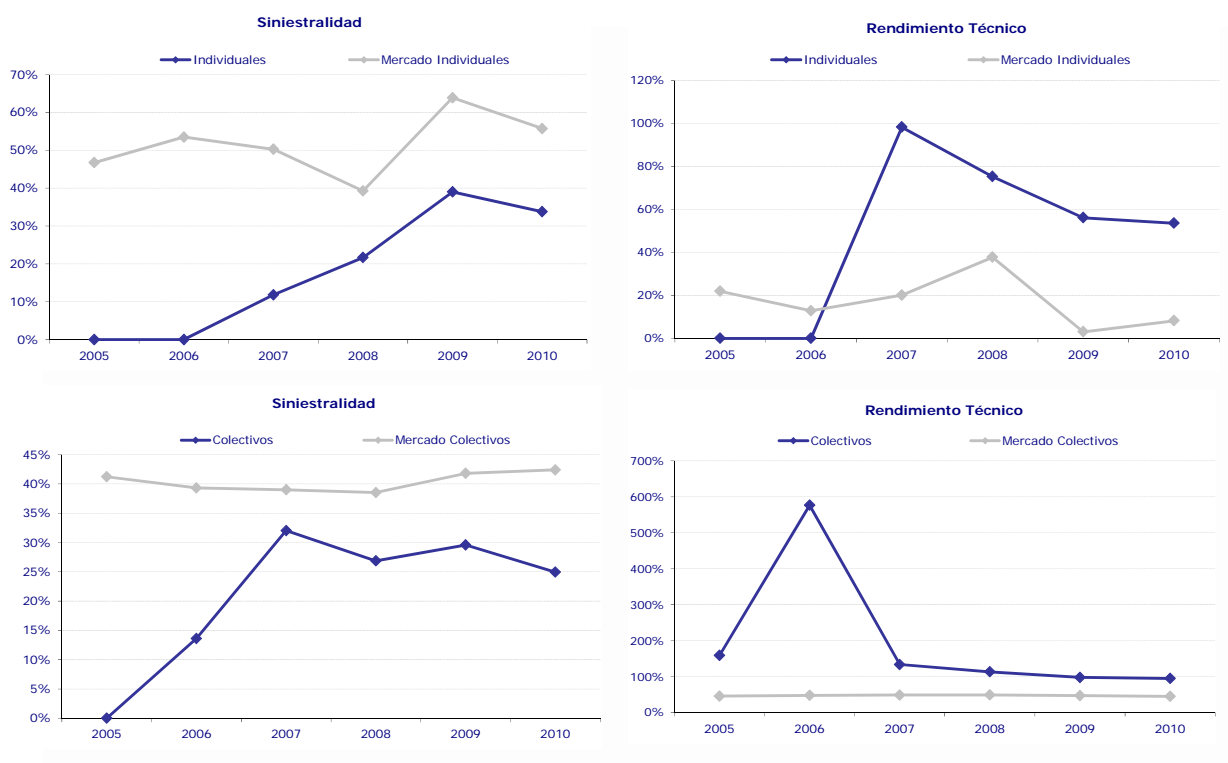 Siniestralidad
Individuales Mercado Individuales
70%
60%
50%
40%
30%
20%
10%
0%
2005 2006 2007 2008 2009 2010
Rendimiento Técnico
Individuales Mercado Individuales
120%
100%
80%
60%
40%
20%
0%
2005 2006 2007 2008 2009 2010
Siniestralidad
Colectivos Mercado Colectivos
45%
40%
35%
30%
25%
20%
15%
10%
5%
0%
2005 2006 2007 2008 2009 2010
Rendimiento Técnico
Colectivos Mercado Colectivos
700%
600%
500%
400%
300%
200%
100%
0%
2005 2006 2007 2008 2009 2010